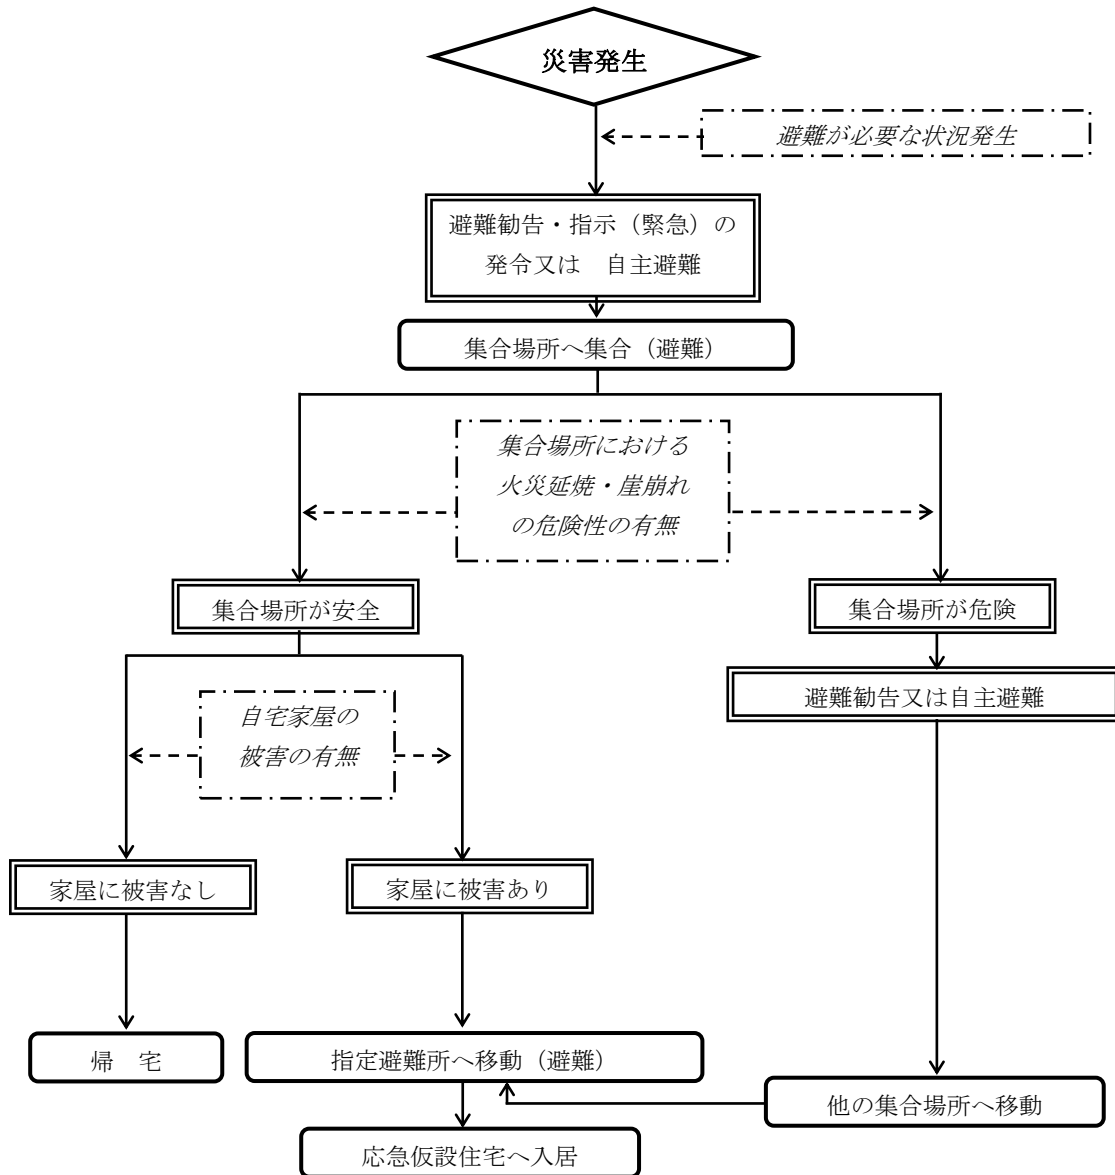 災害発生
避難が必要な状況発生
避難勧告・指示（緊急）の
発令又は　自主避難
集合場所へ集合（避難）
集合場所における
火災延焼・崖崩れ
の危険性の有無
集合場所が安全
集合場所が危険
避難勧告又は自主避難
自宅家屋の
被害の有無
家屋に被害なし
家屋に被害あり
帰　宅
指定避難所へ移動（避難）
他の集合場所へ移動
応急仮設住宅へ入居